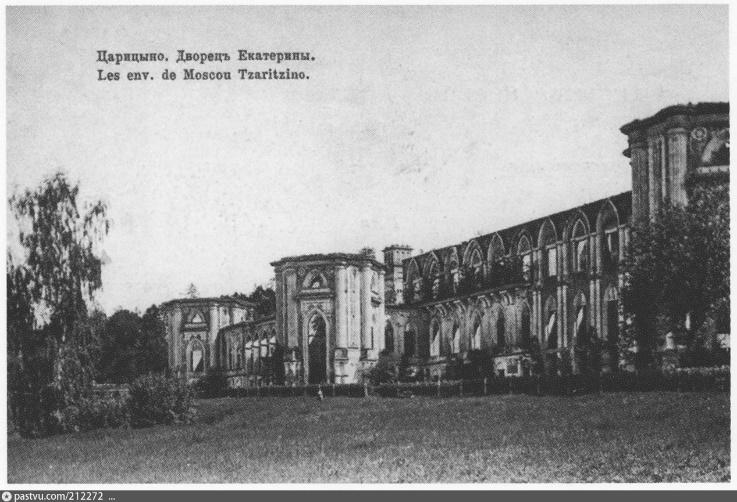 Царицыно. Дворецъ Екатерины.
Les env. de Moscou Tzaritzino.
pastvu.com/212272 ...